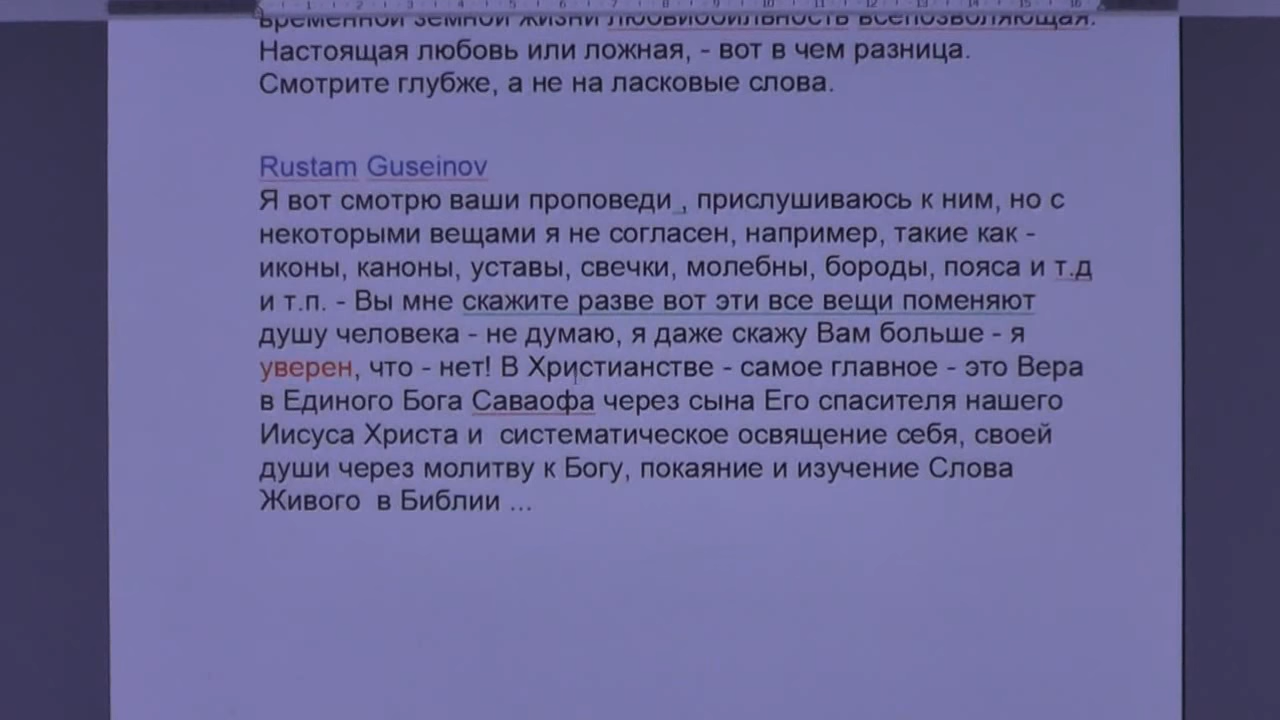 временной земной жизни любвиобильность всепозволяющая.
Настоящая любовь или ложная, - вот в чем разница.
Смотрите глубже, а не на ласковые слова.
Rustam Guseinov
Я вот смотрю ваши проповеди , прислушиваюсь к ним, но с
некоторыми вещами я не согласен, например, такие как -
иконы, каноны, уставы, свечки, молебны, бороды, пояса и т.д
и т.п. - Вы мне скажите разве вот эти все вещи поменяют
душу человека - не думаю, я даже скажу Вам больше - я
уверен, что - нет! В Христианстве - самое главное - это Вера
в Единого Бога Саваофа через сына Его спасителя нашего
Иисуса Христа и  систематическое освящение себя, своей
души через молитву к Богу, покаяние и изучение Слова
Живого  в Библии ...